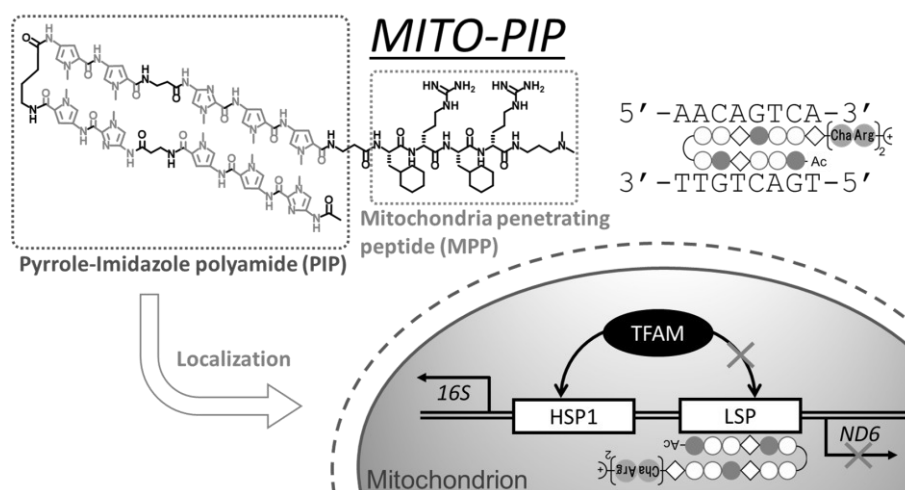 MITO-PIP
O
HN
N
O
N
H
O
NH2
HN
NH
5′ -AACAGTCA-3′
Cha Arg
2
+
Ac
3′ -TTGTCAGT-5′
Mitochondria penetrating
peptide (MPP)
Pyrrole-Imidazole polyamide (PIP)
Localization
TFAM
16S
HSP1
LSP
ND6
Ac
Cha Arg
2
+
Mitochondrion